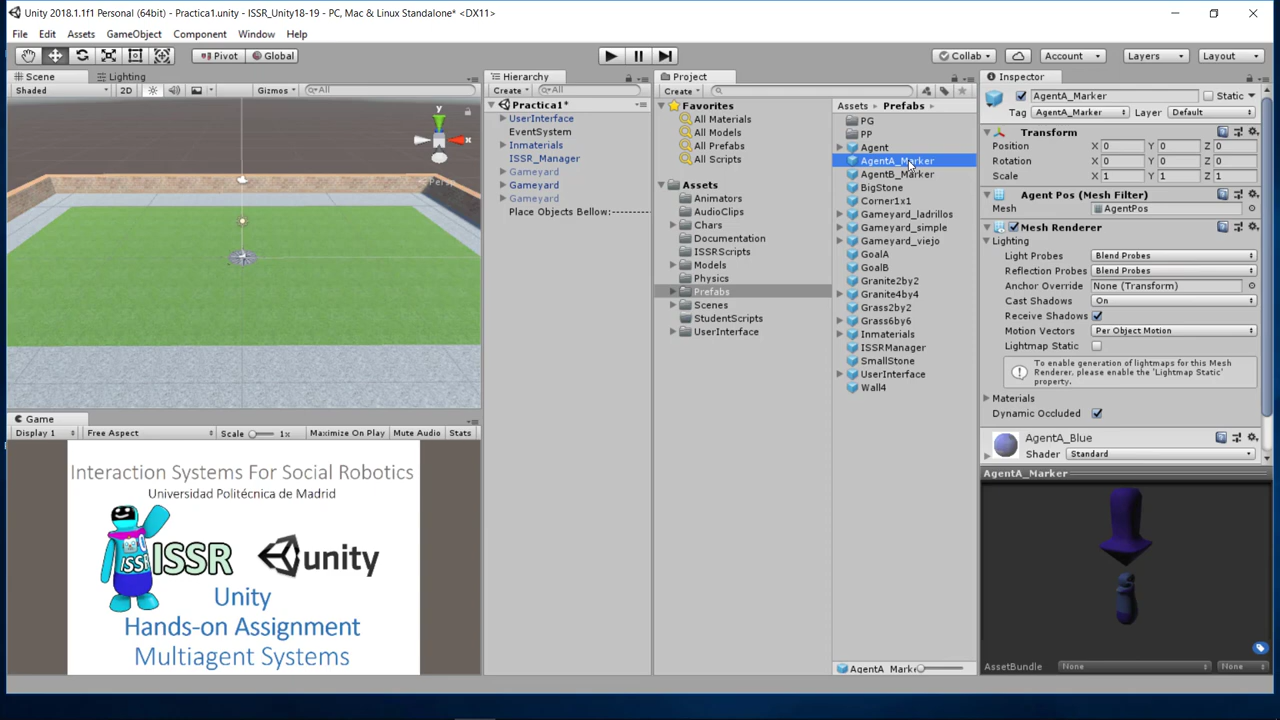 Unity 2018.1.1f1 Personal (64bit) - Practica1.unity - ISSR_Unity18-19 - PC, Mac & Linux Standalone* <DX11>
File Edit Assets GameObject Component Window Help
Pivot Global Collab Account Layers Layout
Scene Lighting
Shaded 2D Gizmos All
y
x
Persp
Game
Display 1 Free Aspect Scale 1x Maximize On Play Mute Audio Stats
Interaction Systems For Social Robotics
Universidad Politécnica de Madrid
ISSR
ISSR
unity
Unity
Hands-on Assignment
Multiagent Systems
Hierarchy
Create All
Practica1*
UserInterface
EventSystem
Inmaterials
ISSR_Manager
Gameyard
Gameyard
Gameyard
Place Objects Bellow:----------
Project
Create
Favorites
All Materials
All Models
All Prefabs
All Scripts
Assets
Animators
AudioClips
Chars
Documentation
ISSRScripts
Models
Physics
Prefabs
Scenes
StudentScripts
UserInterface
Assets Prefabs
PG
PP
Agent
AgentA_Marker
AgentB_Marker
BigStone
Corner1x1
Gameyard_ladrillos
Gameyard_simple
Gameyard_viejo
GoalA
GoalB
Granite2by2
Granite4by4
Grass2by2
Grass6by6
Inmaterials
ISSRManager
SmallStone
UserInterface
Wall4
AgentA_Marke
Inspector
AgentA_Marker Static
Tag AgentA_Marker Layer Default
Transform
Position X 0 Y 0 Z 0
Rotation X 0 Y 0 Z 0
Scale X 1 Y 1 Z 1
Agent Pos (Mesh Filter)
Mesh AgentPos
Mesh Renderer
Lighting
Light Probes Blend Probes
Reflection Probes Blend Probes
Anchor Override None (Transform)
Cast Shadows On
Receive Shadows
Motion Vectors Per Object Motion
Lightmap Static
To enable generation of lightmaps for this Mesh
Renderer, please enable the 'Lightmap Static'
property.
Materials
Dynamic Occluded
AgentA_Blue
Shader Standard
AgentA_Marker
AssetBundle None None